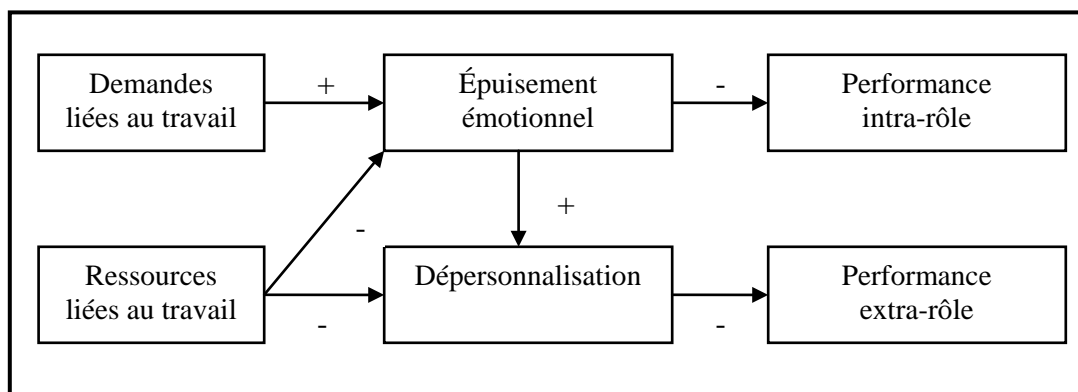 Demandes
liées au travail
+
Épuisement
émotionnel
-
Performance
intra-rôle
-
+
Ressources
liées au travail
-
Dépersonnalisation
-
Performance
extra-rôle